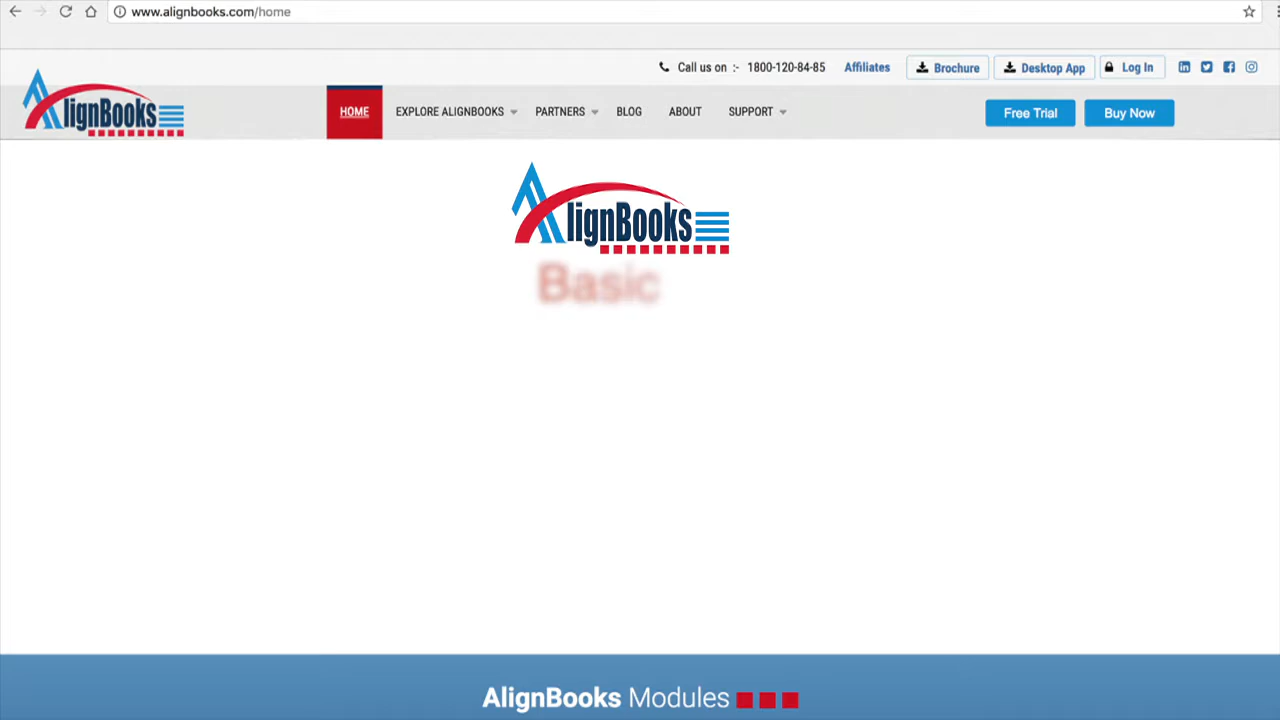 www.alignbooks.com/home
Call us on :- 1800-120-84-85 Affiliates Brochure Desktop App Log In
AlignBooks
HOME EXPLORE ALIGNBOOKS PARTNERS BLOG ABOUT SUPPORT Free Trial Buy Now
AlignBooks
Basic
AlignBooks Modules